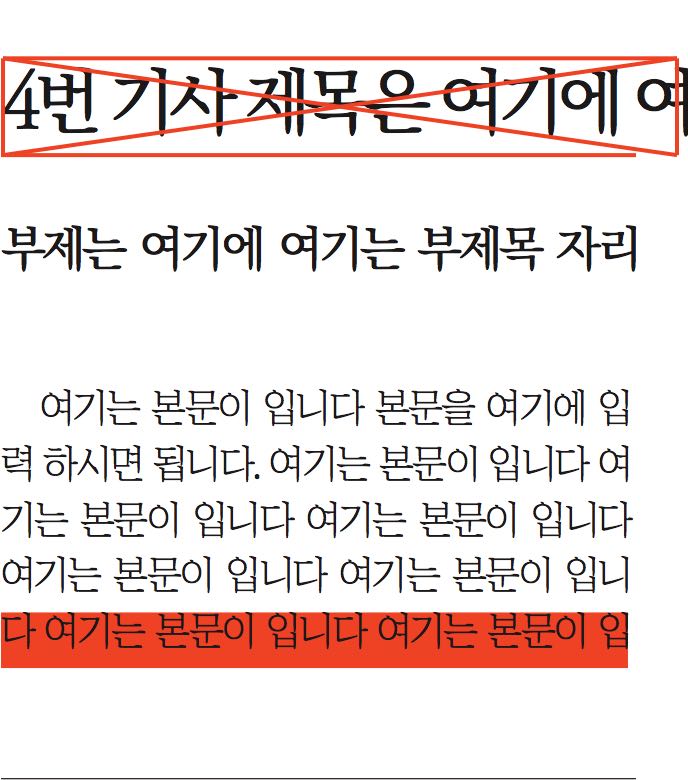 4번 기사 제목은 여기에 여
부제는 여기에 여기는 부제목 자리
여기는 본문이 입니다 본문을 여기에 입
력 하시면 됩니다. 여기는 본문이 입니다 여
기는 본문이 입니다 여기는 본문이 입니다
여기는 본문이 입니다 여기는 본문이 입니
다 여기는 본문이 입니다 여기는 본문이 입